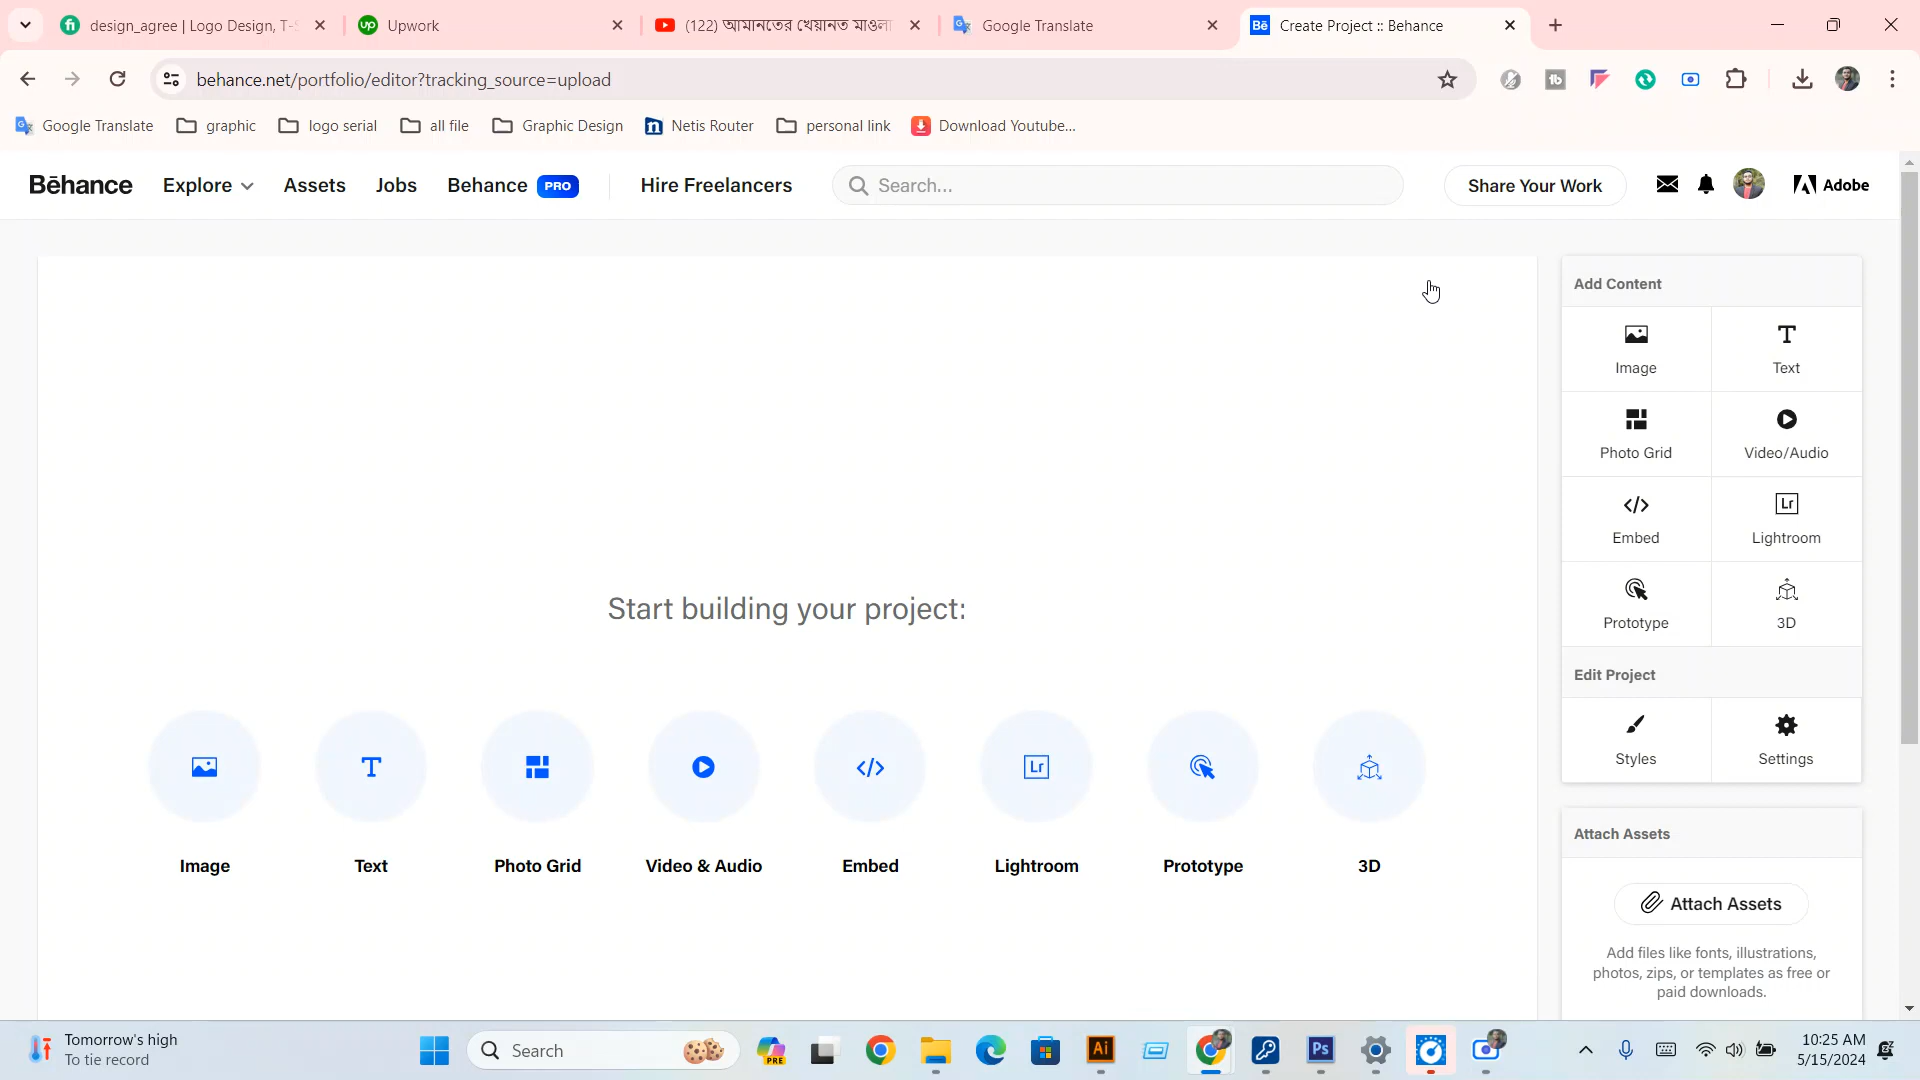 design_agree | Logo Design, T-S
Upwork
(122) আমানতের খেয়ানত মাওলা
Google Translate
Bē Create Project :: Behance
behance.net/portfolio/editor?tracking_source=upload
Google Translate
graphic
logo serial
all file
Graphic Design
Netis Router
personal link
Download Youtube...
Bēhance
Explore
Assets
Jobs
Behance PRO
Hire Freelancers
Search...
Share Your Work
Adobe
Start building your project:
Image
Text
Photo Grid
Video & Audio
Embed
Lightroom
Prototype
3D
Add Content
Image
Text
Photo Grid
Video/Audio
Embed
Lightroom
Prototype
3D
Edit Project
Styles
Settings
Attach Assets
Attach Assets
Add files like fonts, illustrations,
photos, zips, or templates as free or
paid downloads.
Tomorrow's high
To tie record
Search
10:25 AM
5/15/2024